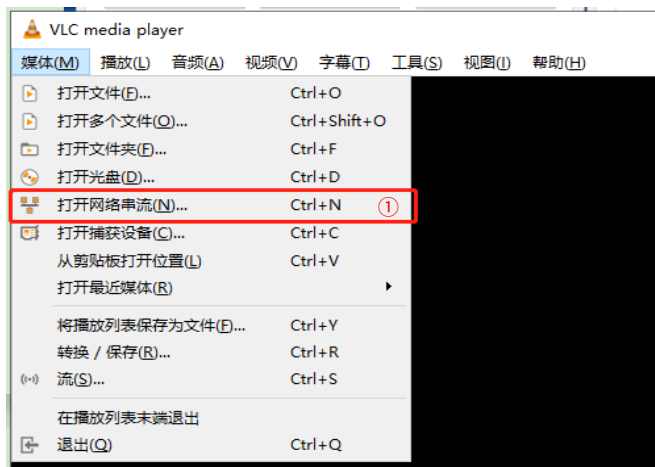 VLC media player
媒体(M) 播放(L) 音频(A) 视频(V) 字幕(T) 工具(S) 视图(I) 帮助(H)
打开文件(F)... Ctrl+O
打开多个文件(O)... Ctrl+Shift+O
打开文件夹(F)... Ctrl+F
打开光盘(D)... Ctrl+D
打开网络串流(N)... Ctrl+N ①
打开捕获设备(C)... Ctrl+C
从剪贴板打开位置(L) Ctrl+V
打开最近媒体(R)
将播放列表保存为文件(F)... Ctrl+Y
转换 / 保存(R)... Ctrl+R
流(S)... Ctrl+S
在播放列表末端退出
退出(Q) Ctrl+Q